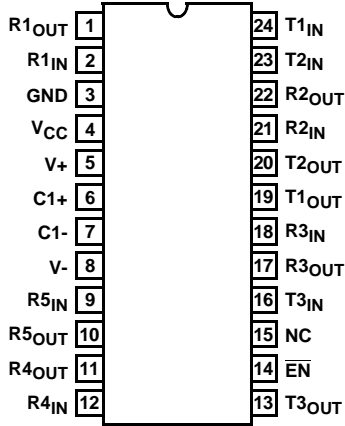 R1OUT 1 24 T1IN
R1IN 2 23 T2IN
GND 3 22 R2OUT
VCC 4 21 R2IN
V+ 5 20 T2OUT
C1+ 6 19 T1OUT
C1- 7 18 R3IN
V- 8 17 R3OUT
R5IN 9 16 T3IN
R5OUT 10 15 NC
R4OUT 11 14 E̅N̅
R4IN 12 13 T3OUT